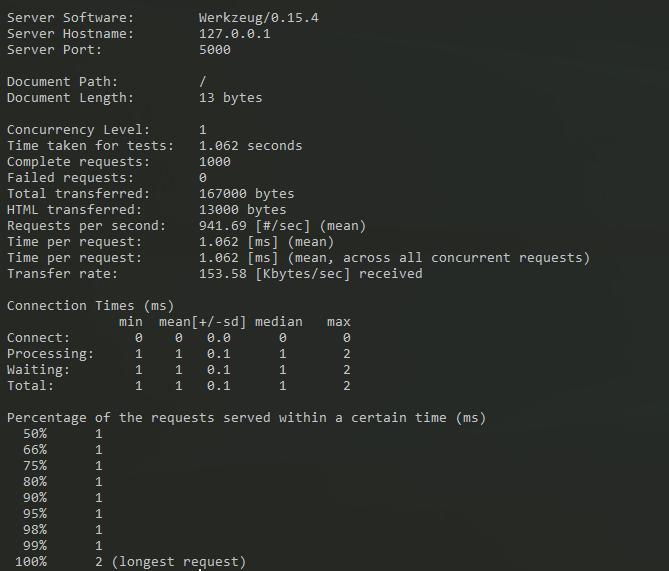 Server Software:        Werkzeug/0.15.4
Server Hostname:        127.0.0.1
Server Port:            5000

Document Path:          /
Document Length:        13 bytes

Concurrency Level:      1
Time taken for tests:   1.062 seconds
Complete requests:      1000
Failed requests:        0
Total transferred:      167000 bytes
HTML transferred:       13000 bytes
Requests per second:    941.69 [#/sec] (mean)
Time per request:       1.062 [ms] (mean)
Time per request:       1.062 [ms] (mean, across all concurrent requests)
Transfer rate:          153.58 [Kbytes/sec] received

Connection Times (ms)
              min  mean[+/-sd] median   max
Connect:        0    0   0.0      0       0
Processing:     1    1   0.1      1       2
Waiting:        1    1   0.1      1       2
Total:          1    1   0.1      1       2

Percentage of the requests served within a certain time (ms)
  50%      1
  66%      1
  75%      1
  80%      1
  90%      1
  95%      1
  98%      1
  99%      1
 100%      2 (longest request)